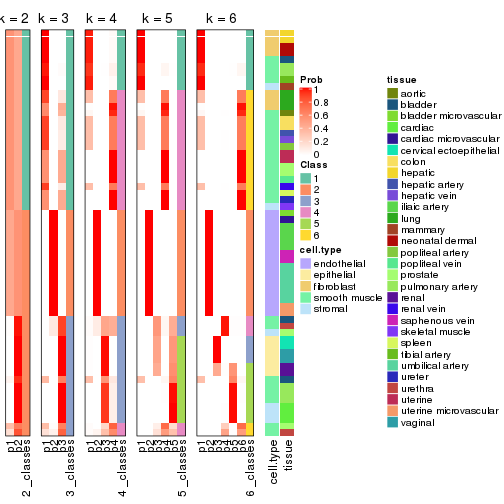 k = 2 k = 3 k = 4 k = 5 k = 6
Prob
1
0.8
0.6
0.4
0.2
0
Class
1
2
3
4
5
6
cell.type
endothelial
epithelial
fibroblast
smooth muscle
stromal
tissue
aortic
bladder
bladder microvascular
cardiac
cardiac microvascular
cervical ectoepithelial
colon
hepatic
hepatic artery
hepatic vein
iliaic artery
lung
mammary
neonatal dermal
popliteal artery
popliteal vein
prostate
pulmonary artery
renal
renal vein
saphenous vein
skeletal muscle
spleen
tibial artery
umbilical artery
ureter
urethra
uterine
uterine microvascular
vaginal
p1 p2 2_classes p1 p2 p3 3_classes p1 p2 p3 p4 4_classes p1 p2 p3 p4 p5 5_classes p1 p2 p3 p4 p5 p6 6_classes cell.type tissue